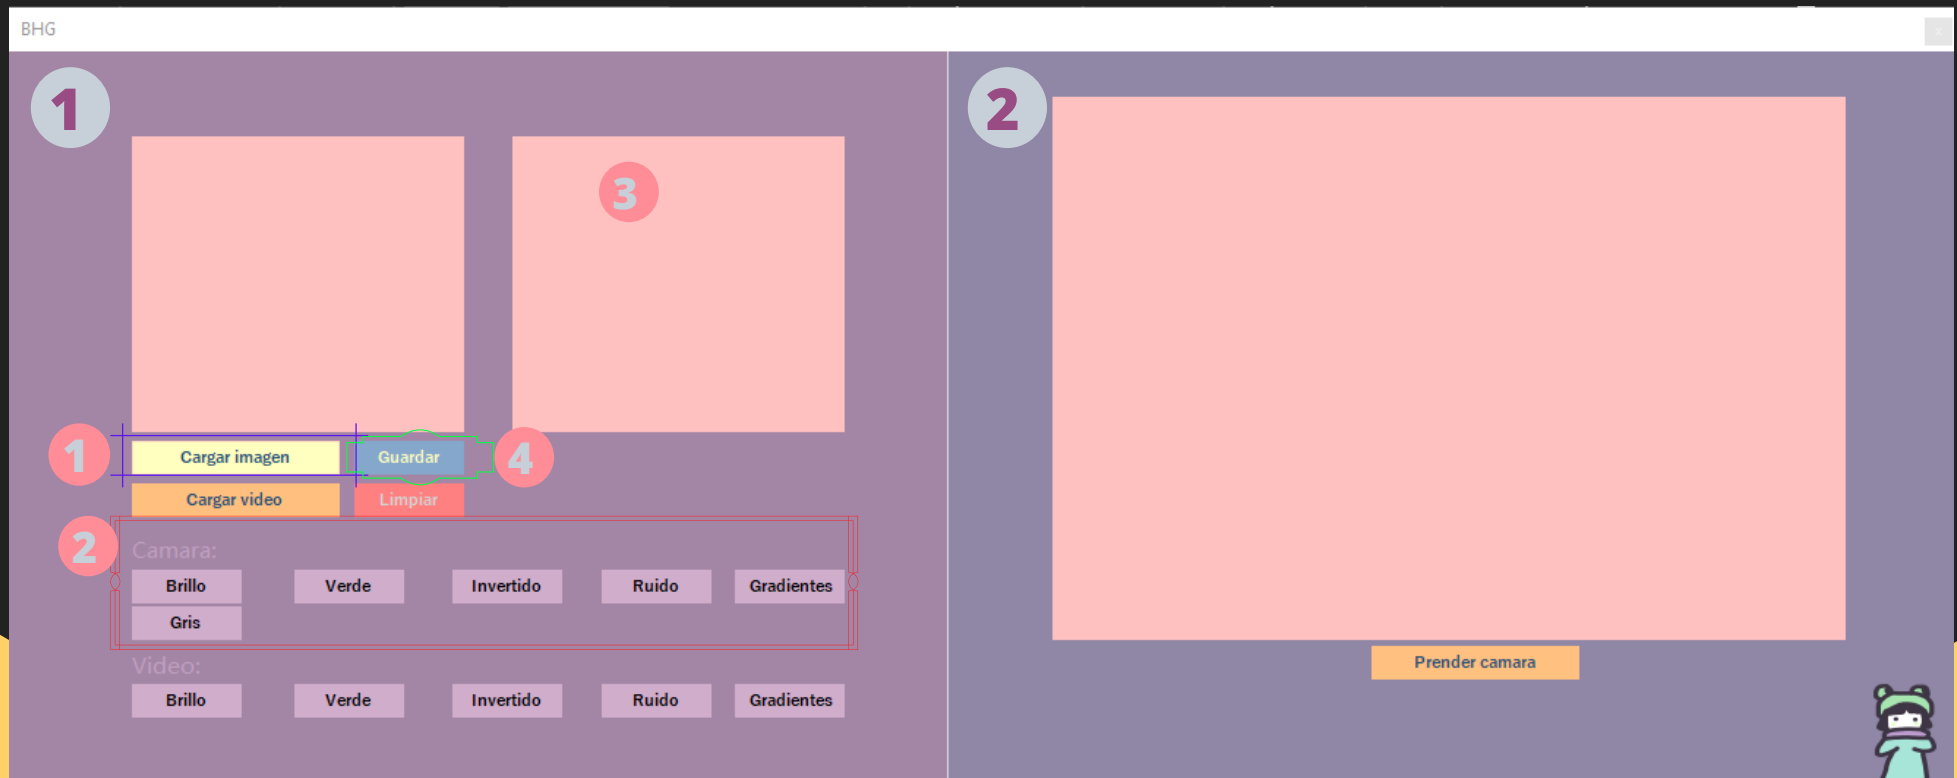 BHG
1
2
3
1
Cargar imagen
Guardar
4
Cargar video
Limpiar
2
Camara:
Brillo
Verde
Invertido
Ruido
Gradientes
Gris
Video:
Brillo
Verde
Invertido
Ruido
Gradientes
Prender camara